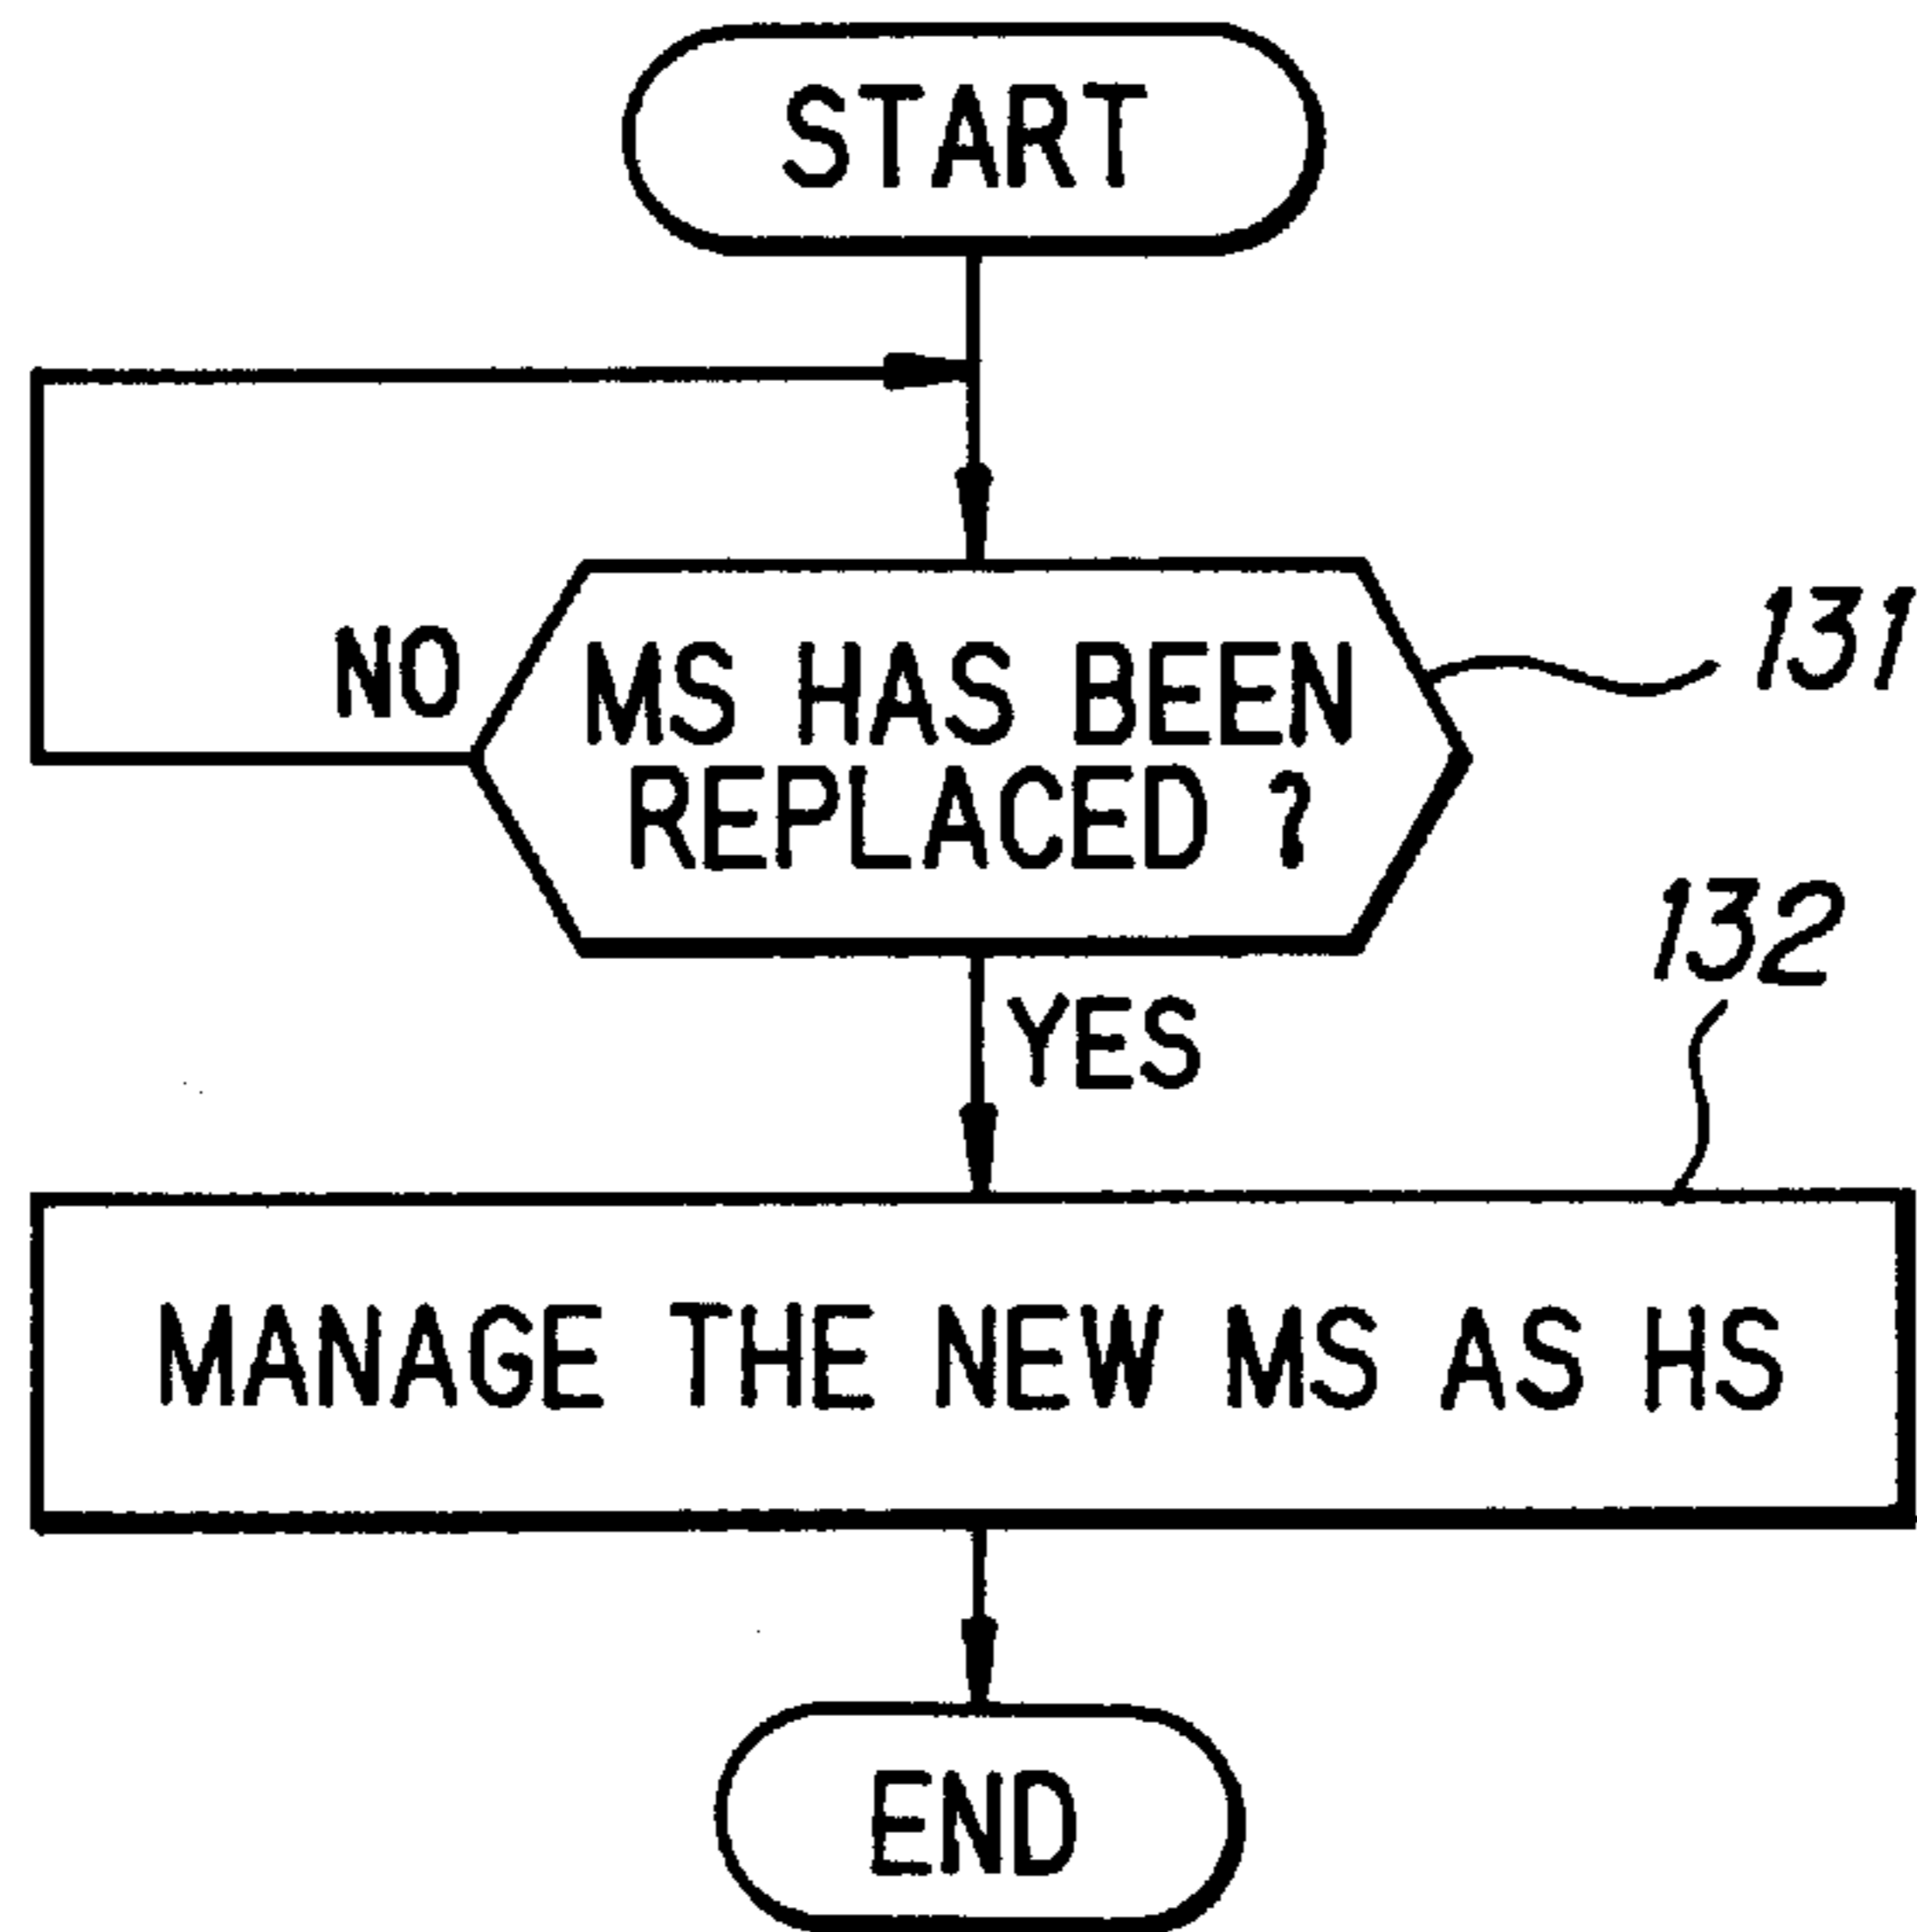 START
NO
MS HAS BEEN
REPLACED ?
131
YES
132
MANAGE THE NEW MS AS HS
END